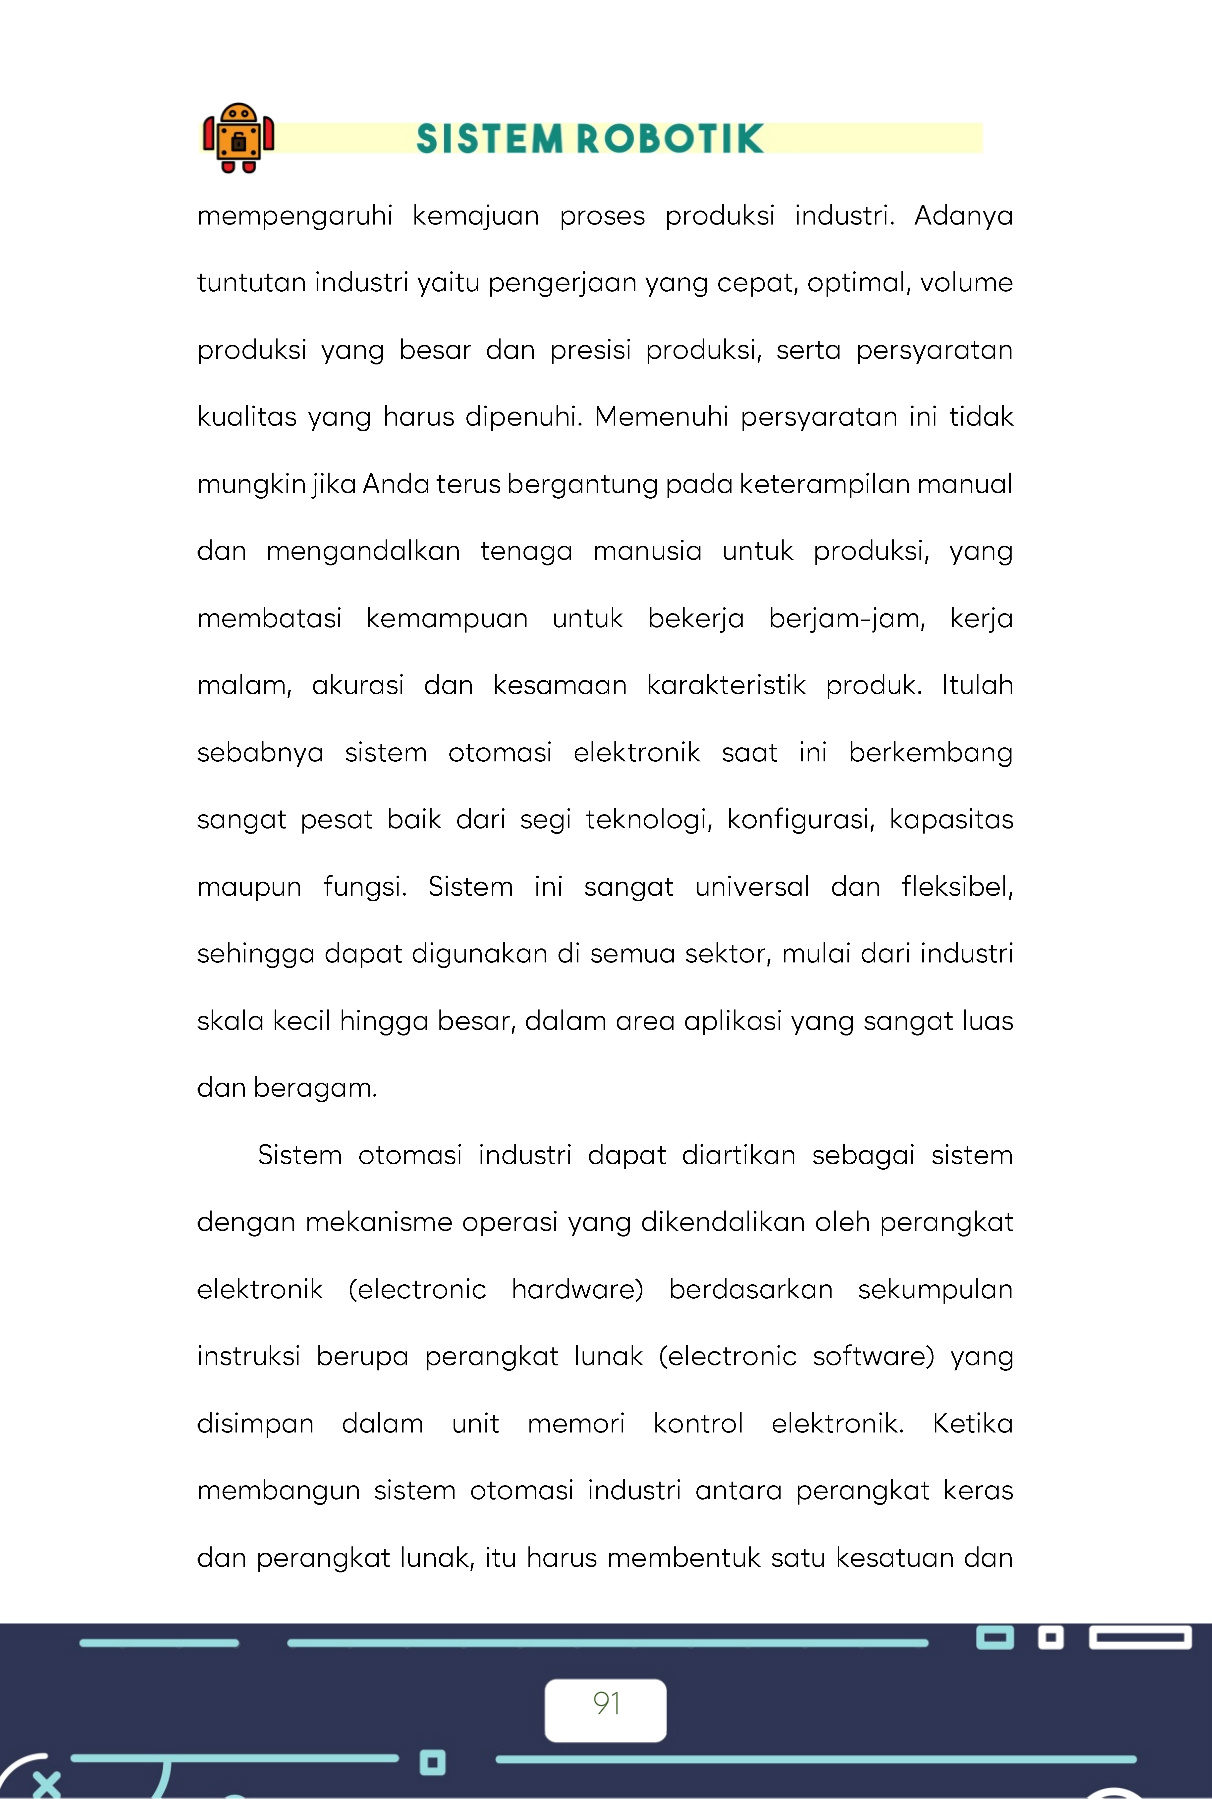 SISTEM ROBOTIK
mempengaruhi kemajuan proses produksi industri. Adanya
tuntutan industri yaitu pengerjaan yang cepat, optimal, volume
produksi yang besar dan presisi produksi, serta persyaratan
kualitas yang harus dipenuhi. Memenuhi persyaratan ini tidak
mungkin jika Anda terus bergantung pada keterampilan manual
dan mengandalkan tenaga manusia untuk produksi, yang
membatasi kemampuan untuk bekerja berjam-jam, kerja
malam, akurasi dan kesamaan karakteristik produk. Itulah
sebabnya sistem otomasi elektronik saat ini berkembang
sangat pesat baik dari segi teknologi, konfigurasi, kapasitas
maupun fungsi. Sistem ini sangat universal dan fleksibel,
sehingga dapat digunakan di semua sektor, mulai dari industri
skala kecil hingga besar, dalam area aplikasi yang sangat luas
dan beragam.
Sistem otomasi industri dapat diartikan sebagai sistem
dengan mekanisme operasi yang dikendalikan oleh perangkat
elektronik (electronic hardware) berdasarkan sekumpulan
instruksi berupa perangkat lunak (electronic software) yang
disimpan dalam unit memori kontrol elektronik. Ketika
membangun sistem otomasi industri antara perangkat keras
dan perangkat lunak, itu harus membentuk satu kesatuan dan
91